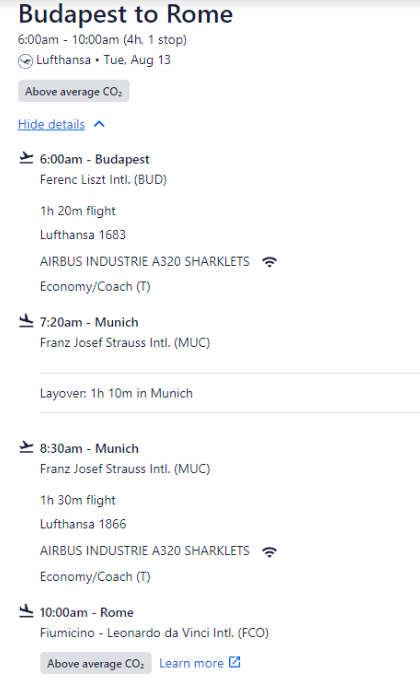 Budapest to Rome
6:00am - 10:00am (4h, 1 stop)
Lufthansa • Tue, Aug 13
Above average CO₂
Hide details
6:00am - Budapest
Ferenc Liszt Intl. (BUD)
1h 20m flight
Lufthansa 1683
AIRBUS INDUSTRIE A320 SHARKLETS
Economy/Coach (T)
7:20am - Munich
Franz Josef Strauss Intl. (MUC)
Layover: 1h 10m in Munich
8:30am - Munich
Franz Josef Strauss Intl. (MUC)
1h 30m flight
Lufthansa 1866
AIRBUS INDUSTRIE A320 SHARKLETS
Economy/Coach (T)
10:00am - Rome
Fiumicino - Leonardo da Vinci Intl. (FCO)
Above average CO₂ Learn more